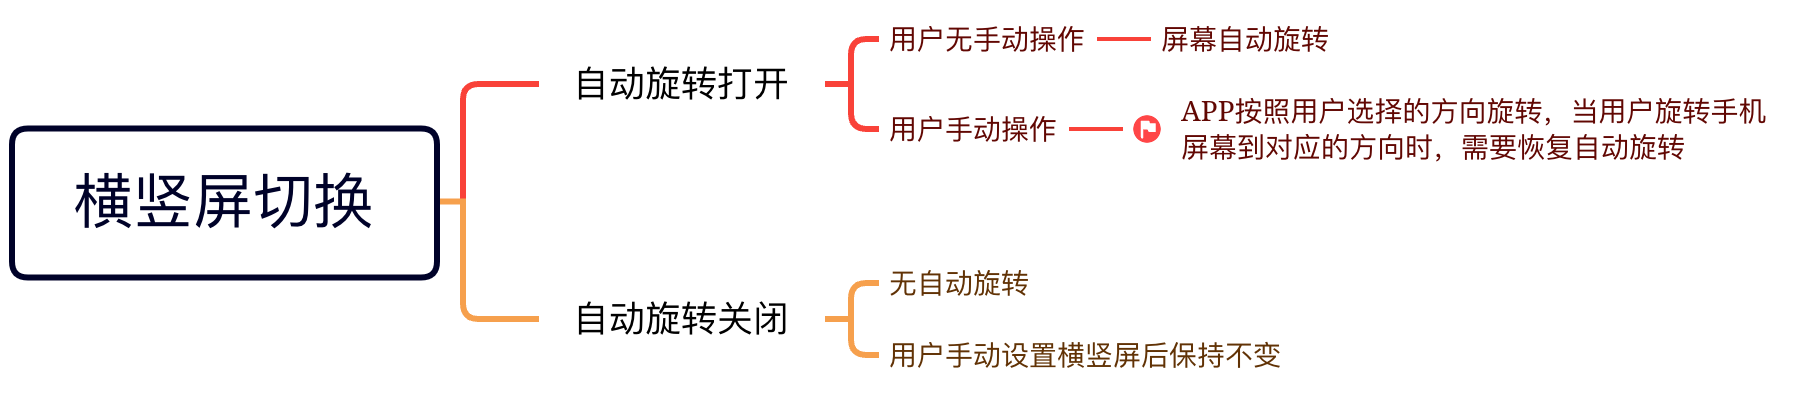 横竖屏切换
自动旋转打开
用户无手动操作
屏幕自动旋转
用户手动操作
APP按照用户选择的方向旋转，当用户旋转手机
屏幕到对应的方向时，需要恢复自动旋转
自动旋转关闭
无自动旋转
用户手动设置横竖屏后保持不变